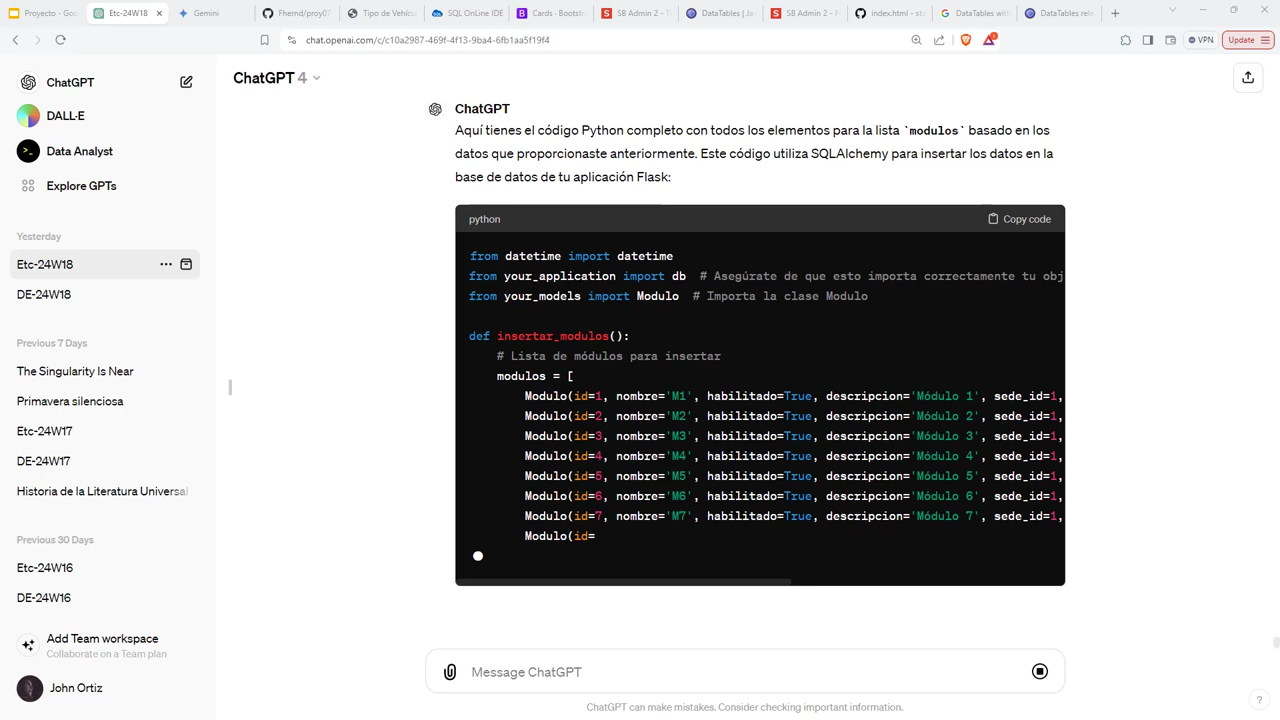 Proyecto - Goo
Etc-24W18
Gemini
Fhernd/proy07
Tipo de Vehícu
SQL OnLine IDE
Cards · Bootstr
SB Admin 2 - T
DataTables | Ja
SB Admin 2 - F
index.html - sta
DataTables with
DataTables rele
chat.openai.com/c/c10a2987-469f-4f13-9ba4-6fb1aa5f19f4
VPN
Update
ChatGPT
DALL·E
Data Analyst
Explore GPTs
Yesterday
Etc-24W18
DE-24W18
Previous 7 Days
The Singularity Is Near
Primavera silenciosa
Etc-24W17
DE-24W17
Historia de la Literatura Universal
Previous 30 Days
Etc-24W16
DE-24W16
Add Team workspace
Collaborate on a Team plan
John Ortiz
ChatGPT 4
ChatGPT
Aquí tienes el código Python completo con todos los elementos para la lista `modulos` basado en los
datos que proporcionaste anteriormente. Este código utiliza SQLAlchemy para insertar los datos en la
base de datos de tu aplicación Flask:
python
Copy code
from datetime import datetime
from your_application import db # Asegúrate de que esto importa correctamente tu obj
from your_models import Modulo # Importa la clase Modulo
def insertar_modulos():
# Lista de módulos para insertar
modulos = [
Modulo(id=1, nombre='M1', habilitado=True, descripcion='Módulo 1', sede_id=1,
Modulo(id=2, nombre='M2', habilitado=True, descripcion='Módulo 2', sede_id=1,
Modulo(id=3, nombre='M3', habilitado=True, descripcion='Módulo 3', sede_id=1,
Modulo(id=4, nombre='M4', habilitado=True, descripcion='Módulo 4', sede_id=1,
Modulo(id=5, nombre='M5', habilitado=True, descripcion='Módulo 5', sede_id=1,
Modulo(id=6, nombre='M6', habilitado=True, descripcion='Módulo 6', sede_id=1,
Modulo(id=7, nombre='M7', habilitado=True, descripcion='Módulo 7', sede_id=1,
Modulo(id=
Message ChatGPT
ChatGPT can make mistakes. Consider checking important information.
?